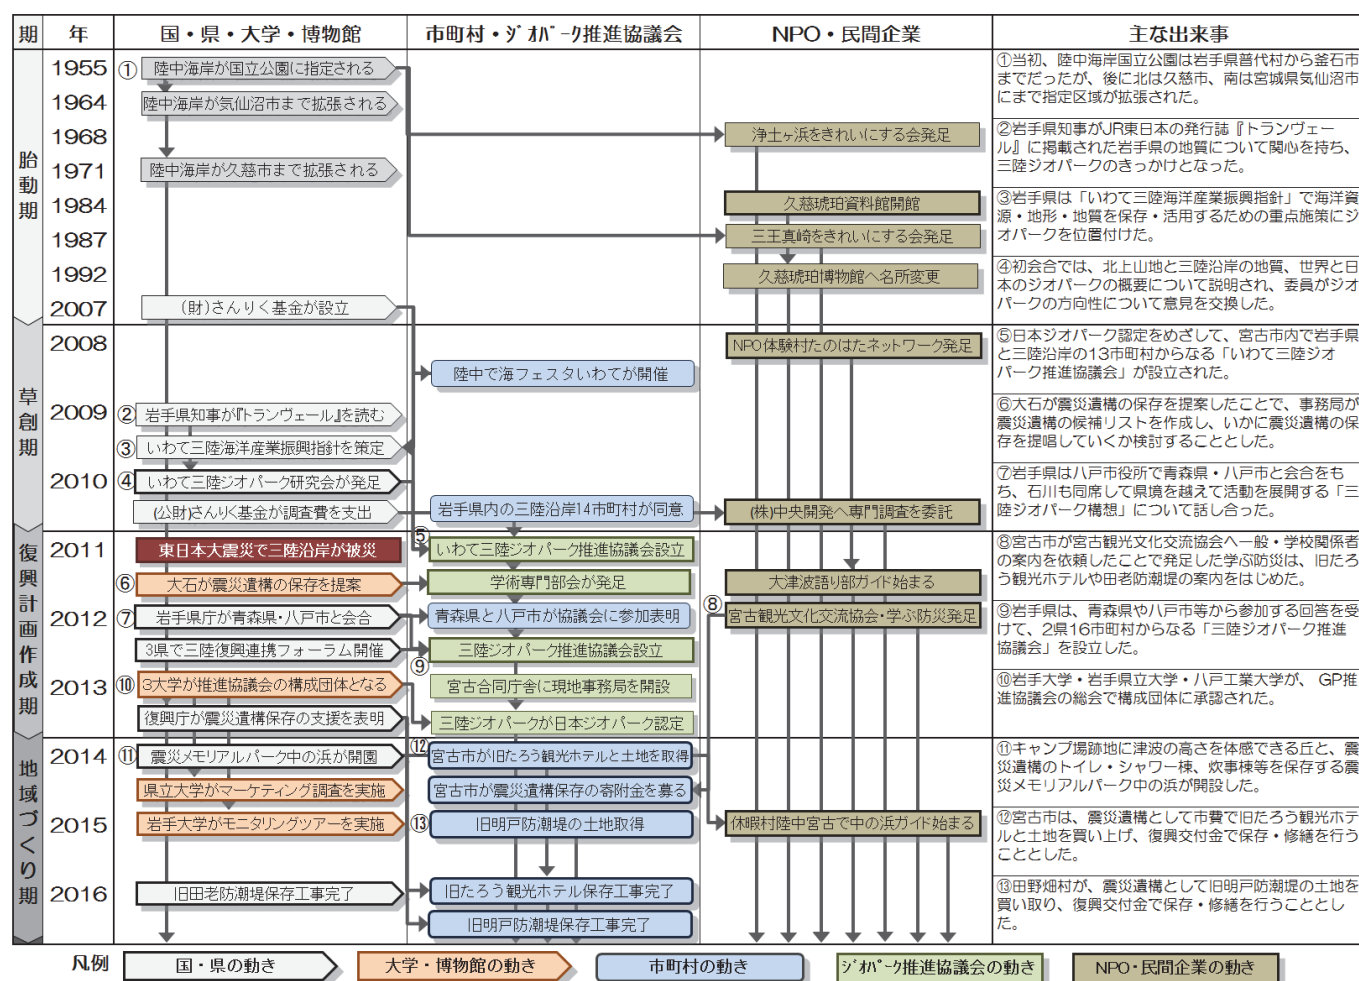 期 年 国・県・大学・博物館 市町村・ジオパーク推進協議会 NPO・民間企業 主な出来事
胎動期
1955 ① 陸中海岸が国立公園に指定される
1964 陸中海岸が気仙沼市まで拡張される
1968 浄土ヶ浜をきれいにする会発足
1971 陸中海岸が久慈市まで拡張される
1984 久慈琥珀資料館開館
1987 三王真崎をきれいにする会発足
1992 久慈琥珀博物館へ名所変更
2007 (財)さんりく基金が設立
草創期
2008 NPO体験村たのはたネットワーク発足
陸中で海フェスタいわてが開催
2009 ② 岩手県知事が『トランヴェール』を読む
③ いわて三陸海洋産業振興指針を策定
2010 ④ いわて三陸ジオパーク研究会が発足
(公財)さんりく基金が調査費を支出 岩手県内の三陸沿岸14市町村が同意 (株)中央開発へ専門調査を委託
復興計画作成期
2011 東日本大震災で三陸沿岸が被災 ⑤ いわて三陸ジオパーク推進協議会設立
⑥ 大石が震災遺構の保存を提案 学術専門部会が発足 大津波語り部ガイド始まる
2012 ⑦ 岩手県庁が青森県・八戸市と会合 青森県と八戸市が協議会に参加表明 ⑧ 宮古観光文化交流協会・学ぶ防災発足
3県で三陸復興連携フォーラム開催 ⑨ 三陸ジオパーク推進協議会設立
2013 ⑩ 3大学が推進協議会の構成団体となる 宮古合同庁舎に現地事務局を開設
復興庁が震災遺構保存の支援を表明 三陸ジオパークが日本ジオパーク認定
地域づくり期
2014 ⑪ 震災メモリアルパーク中の浜が開園 ⑫ 宮古市が旧たろう観光ホテルと土地を取得
県立大学がマーケティング調査を実施 宮古市が震災遺構保存の寄附金を募る
2015 岩手大学がモニタリングツアーを実施 ⑬ 旧明戸防潮堤の土地取得 休暇村陸中宮古で中の浜ガイド始まる
2016 旧田老防潮堤保存工事完了 旧たろう観光ホテル保存工事完了
旧明戸防潮堤保存工事完了
①当初、陸中海岸国立公園は岩手県普代村から釜石市
までだったが、後に北は久慈市、南は宮城県気仙沼市
にまで指定区域が拡張された。
②岩手県知事がJR東日本の発行誌『トランヴェー
ル』に掲載された岩手県の地質について関心を持ち、
三陸ジオパークのきっかけとなった。
③岩手県は「いわて三陸海洋産業振興指針」で海洋資
源・地形・地質を保存・活用するための重点施策にジ
オパークを位置付けた。
④初会合では、北上山地と三陸沿岸の地質、世界と日
本のジオパークの概要について説明され、委員がジオ
パークの方向性について意見を交換した。
⑤日本ジオパーク認定をめざして、宮古市内で岩手県
と三陸沿岸の13市町村からなる「いわて三陸ジオ
パーク推進協議会」が設立された。
⑥大石が震災遺構の保存を提案したことで、事務局が
震災遺構の候補リストを作成し、いかに震災遺構の保
存を提唱していくか検討することとした。
⑦岩手県は八戸市役所で青森県・八戸市と会合をも
ち、石川も同席して県境を越えて活動を展開する「三
陸ジオパーク構想」について話し合った。
⑧宮古市が宮古観光文化交流協会へ一般・学校関係者
の案内を依頼したことで発足した学ぶ防災は、旧たろ
う観光ホテルや田老防潮堤の案内をはじめた。
⑨岩手県は、青森県や八戸市等から参加する回答を受
けて、2県16市町村からなる「三陸ジオパーク推進
協議会」を設立した。
⑩岩手大学・岩手県立大学・八戸工業大学が、 GP推
進協議会の総会で構成団体に承認された。
⑪キャンプ場跡地に津波の高さを体感できる丘と、震
災遺構のトイレ・シャワー棟、炊事棟等を保存する震
災メモリアルパーク中の浜が開設した。
⑫宮古市は、震災遺構として市費で旧たろう観光ホテ
ルと土地を買い上げ、復興交付金で保存・修繕を行う
こととした。
⑬田野畑村が、震災遺構として旧明戸防潮堤の土地を
買い取り、復興交付金で保存・修繕を行うこととし
た。
凡例 国・県の動き 大学・博物館の動き 市町村の動き ジオパーク推進協議会の動き NPO・民間企業の動き